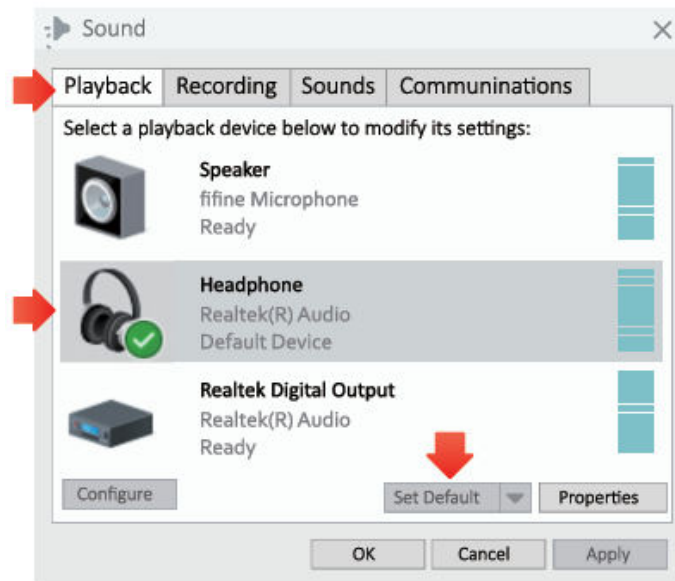 Sound
Playback Recording Sounds Communinations
Select a playback device below to modify its settings:
Speaker
fifine Microphone
Ready
Headphone
Realtek(R) Audio
Default Device
Realtek Digital Output
Realtek(R) Audio
Ready
Configure Set Default Properties
OK Cancel Apply